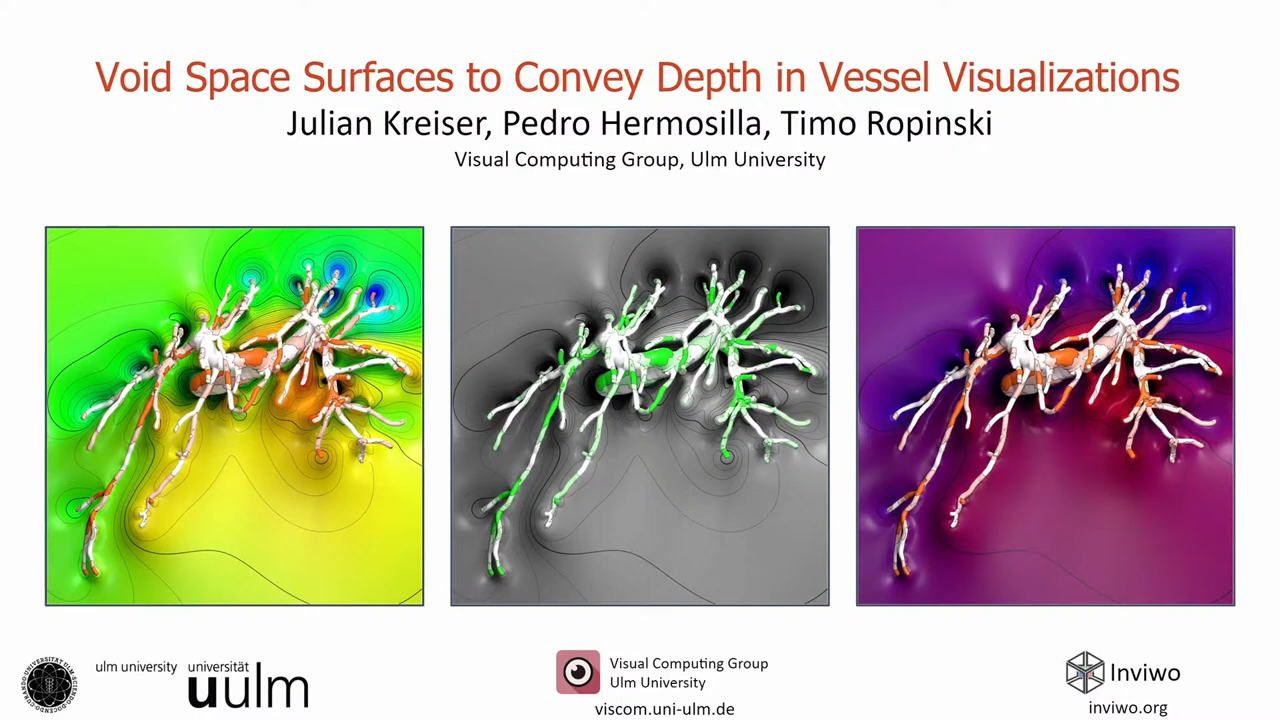 Void Space Surfaces to Convey Depth in Vessel Visualizations
Julian Kreiser, Pedro Hermosilla, Timo Ropinski
Visual Computing Group, Ulm University
ulm university universität
uulm
Visual Computing Group
Ulm University
viscom.uni-ulm.de
Inviwo
inviwo.org